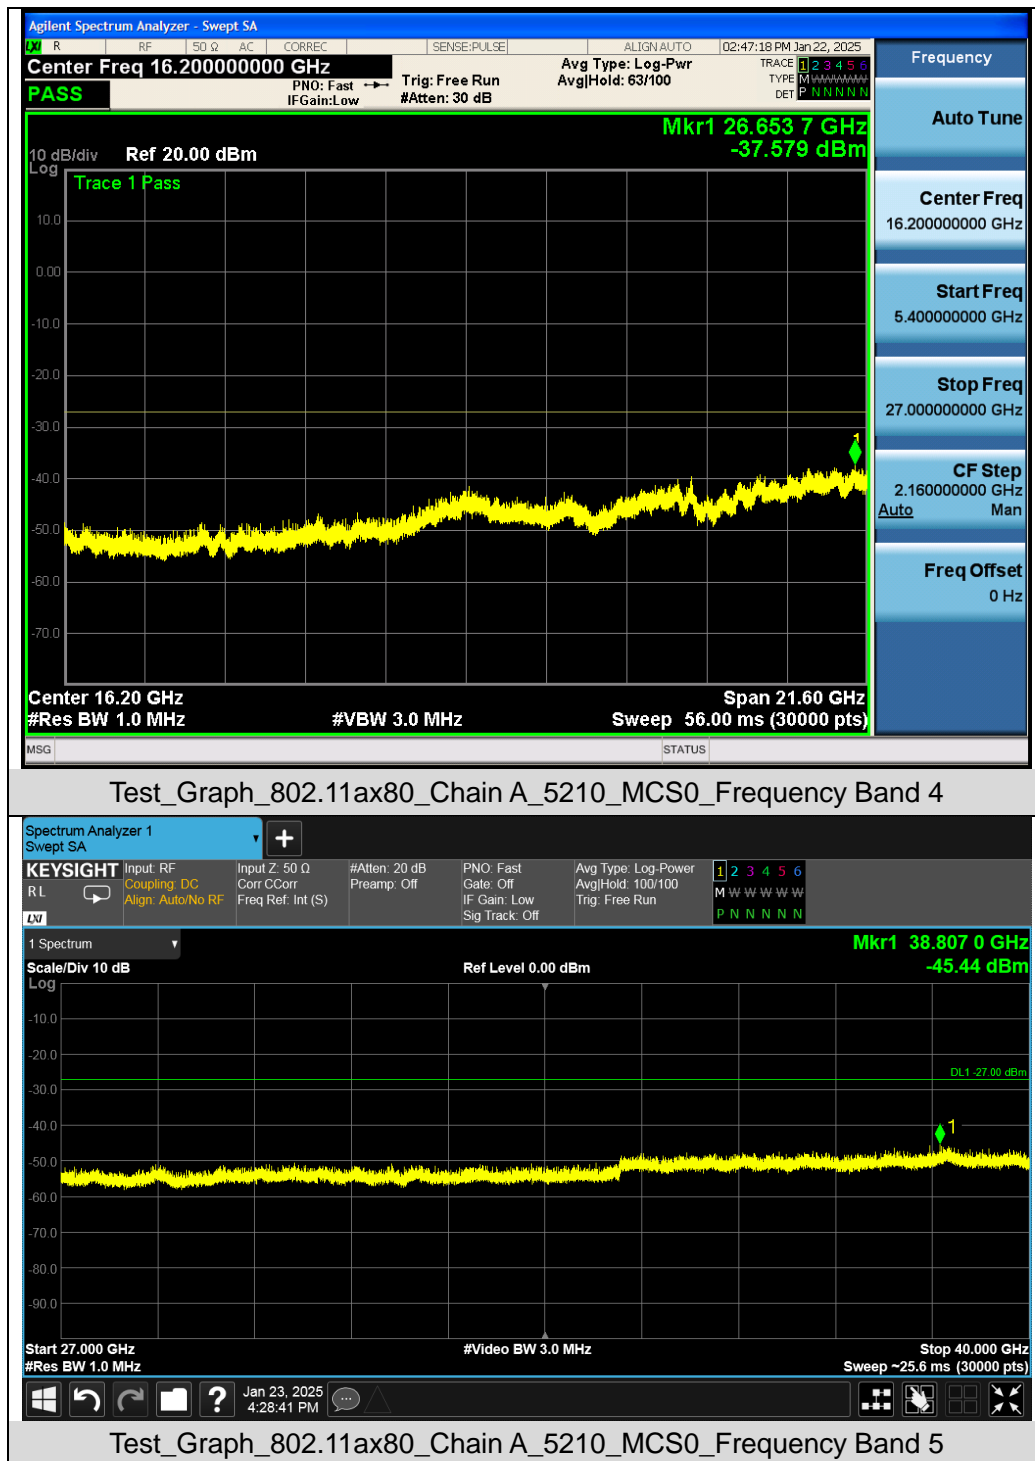 Agilent Spectrum Analyzer - Swept SA
LXI R RF 50 Ω AC CORREC SENSE:PULSE ALIGN AUTO 02:47:18 PM Jan 22, 2025
Center Freq 16.200000000 GHz
PASS
PNO: Fast
IFGain:Low
Trig: Free Run
#Atten: 30 dB
Avg Type: Log-Pwr
Avg|Hold: 63/100
TRACE 1 2 3 4 5 6
TYPE M W W W W W
DET P N N N N N
Mkr1 26.653 7 GHz
-37.579 dBm
10 dB/div Ref 20.00 dBm
Log
Trace 1 Pass
10.0
0.00
-10.0
-20.0
-30.0
-40.0
-50.0
-60.0
-70.0
1
Center 16.20 GHz Span 21.60 GHz
#Res BW 1.0 MHz #VBW 3.0 MHz Sweep 56.00 ms (30000 pts)
MSG STATUS
Frequency
Auto Tune
Center Freq
16.200000000 GHz
Start Freq
5.400000000 GHz
Stop Freq
27.000000000 GHz
CF Step
2.160000000 GHz
Auto Man
Freq Offset
0 Hz
Test_Graph_802.11ax80_Chain A_5210_MCS0_Frequency Band 4
Spectrum Analyzer 1
Swept SA
+
KEYSIGHT
RL
LXI
Input: RF
Coupling: DC
Align: Auto/No RF
Input Z: 50 Ω
Corr CCorr
Freq Ref: Int (S)
#Atten: 20 dB
Preamp: Off
PNO: Fast
Gate: Off
IF Gain: Low
Sig Track: Off
Avg Type: Log-Power
Avg|Hold: 100/100
Trig: Free Run
1 2 3 4 5 6
M W W W W W
P N N N N N
1 Spectrum
Mkr1 38.807 0 GHz
Scale/Div 10 dB Ref Level 0.00 dBm -45.44 dBm
Log
-10.0
-20.0
DL1 -27.00 dBm
-30.0
-40.0
1
-50.0
-60.0
-70.0
-80.0
-90.0
Start 27.000 GHz #Video BW 3.0 MHz Stop 40.000 GHz
#Res BW 1.0 MHz Sweep ~25.6 ms (30000 pts)
?
Jan 23, 2025
4:28:41 PM
Test_Graph_802.11ax80_Chain A_5210_MCS0_Frequency Band 5